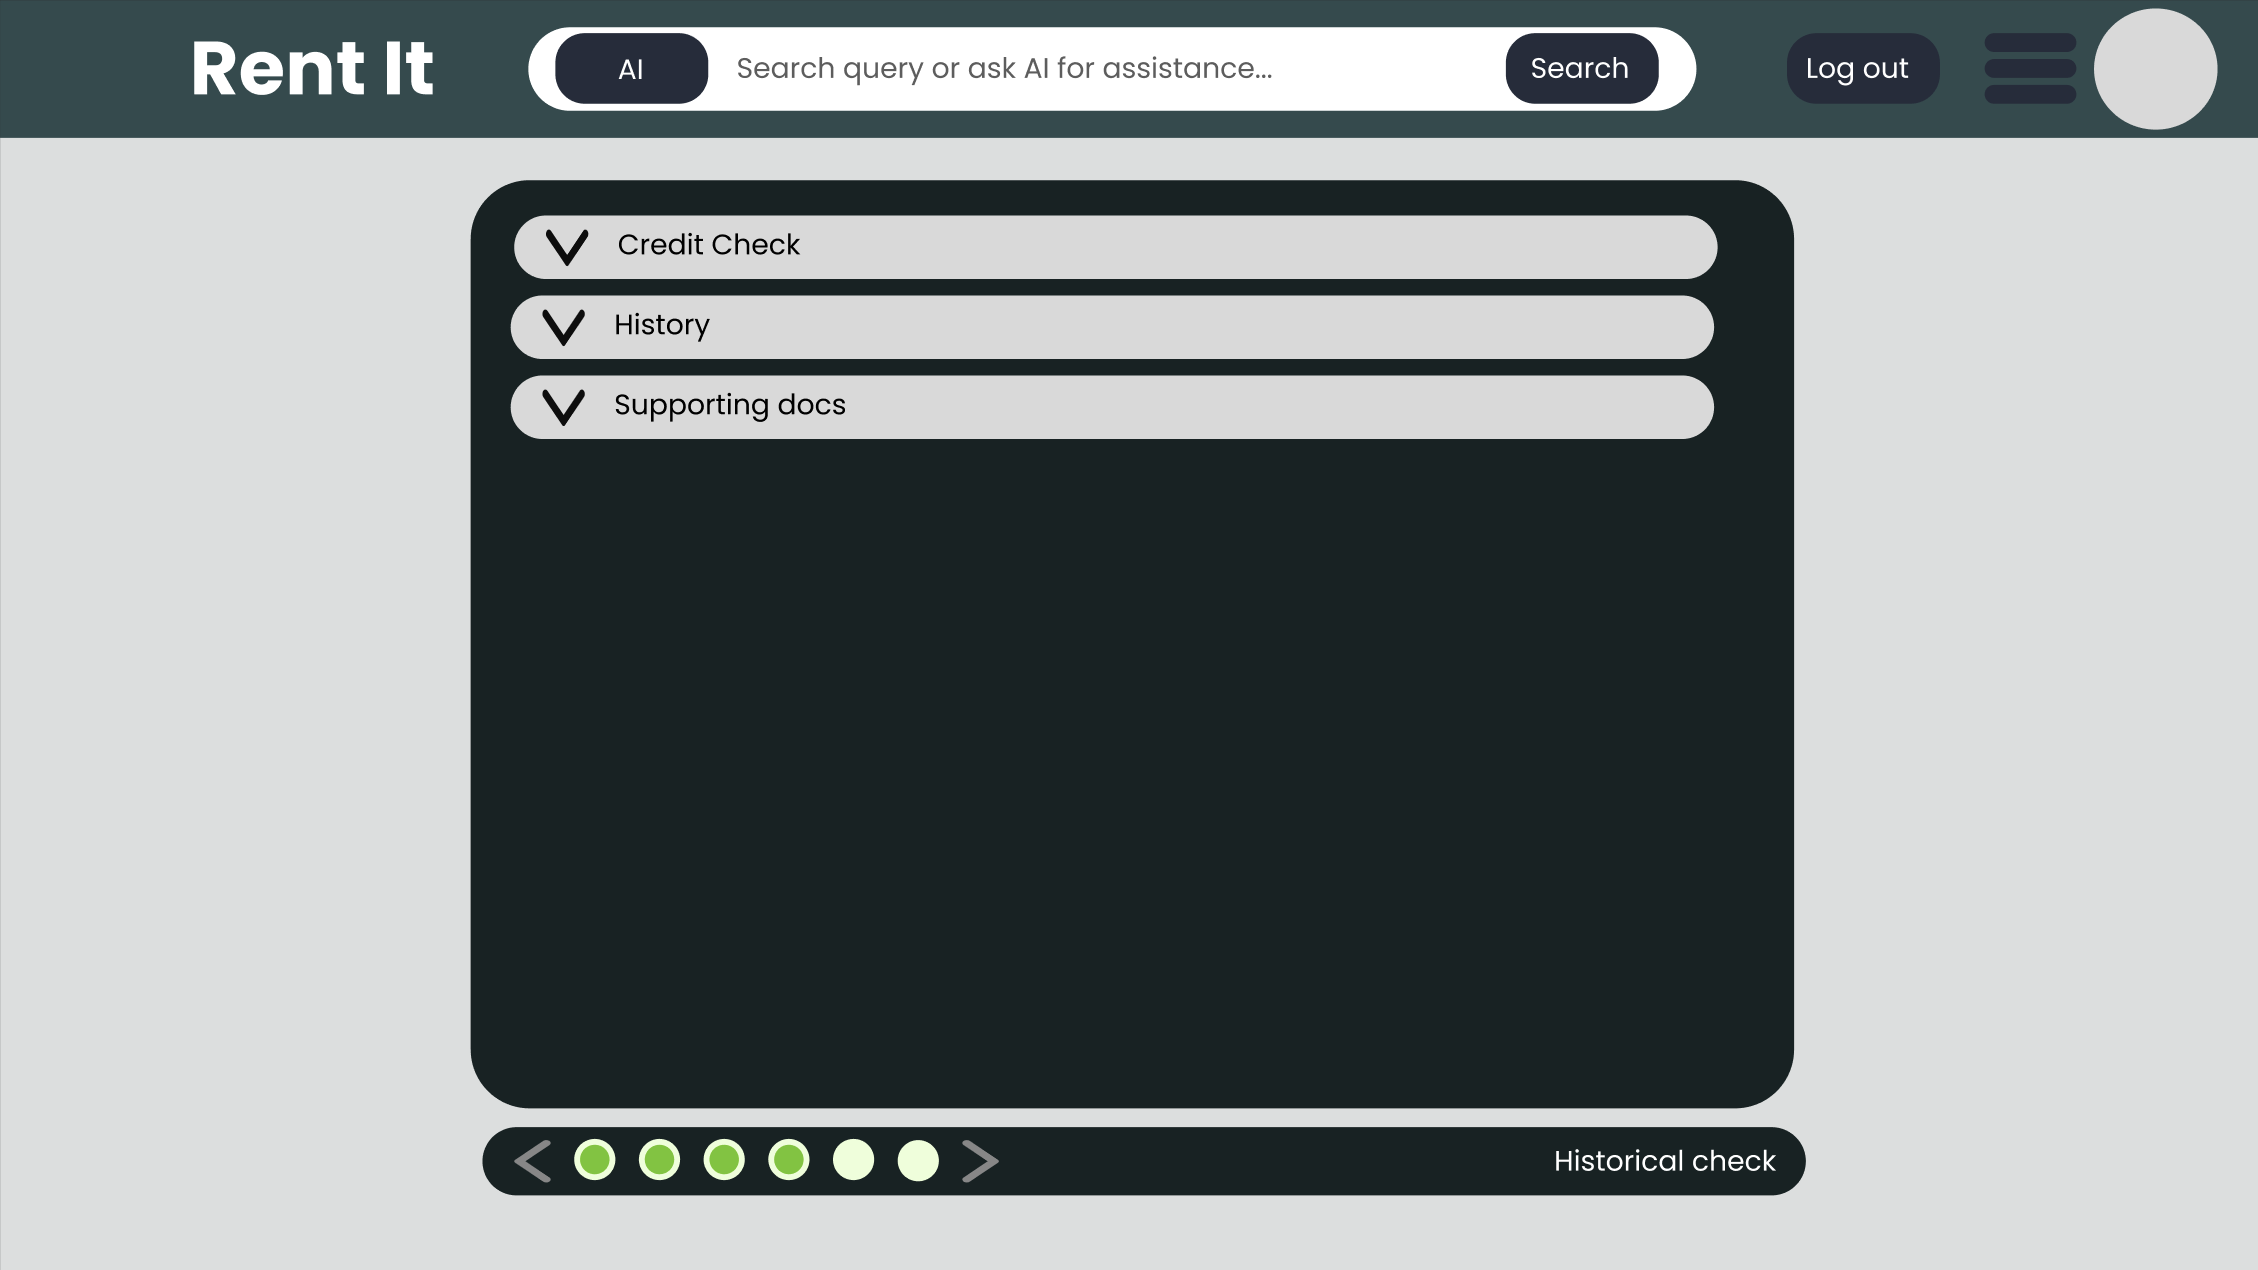 Rent It
AI
Search query or ask AI for assistance...
Search
Log out
Credit Check
History
Supporting docs
Historical check